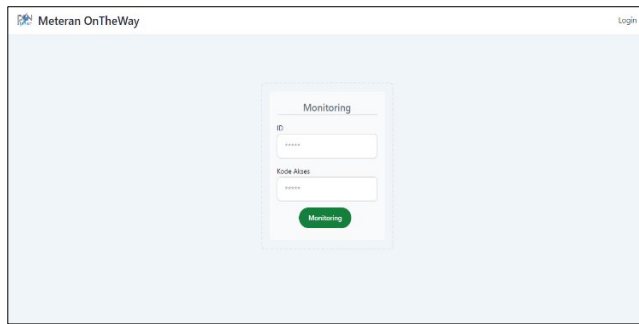 Meteran OnTheWay
Login
Monitoring
ID
*****
Kode Akses
*****
Monitoring